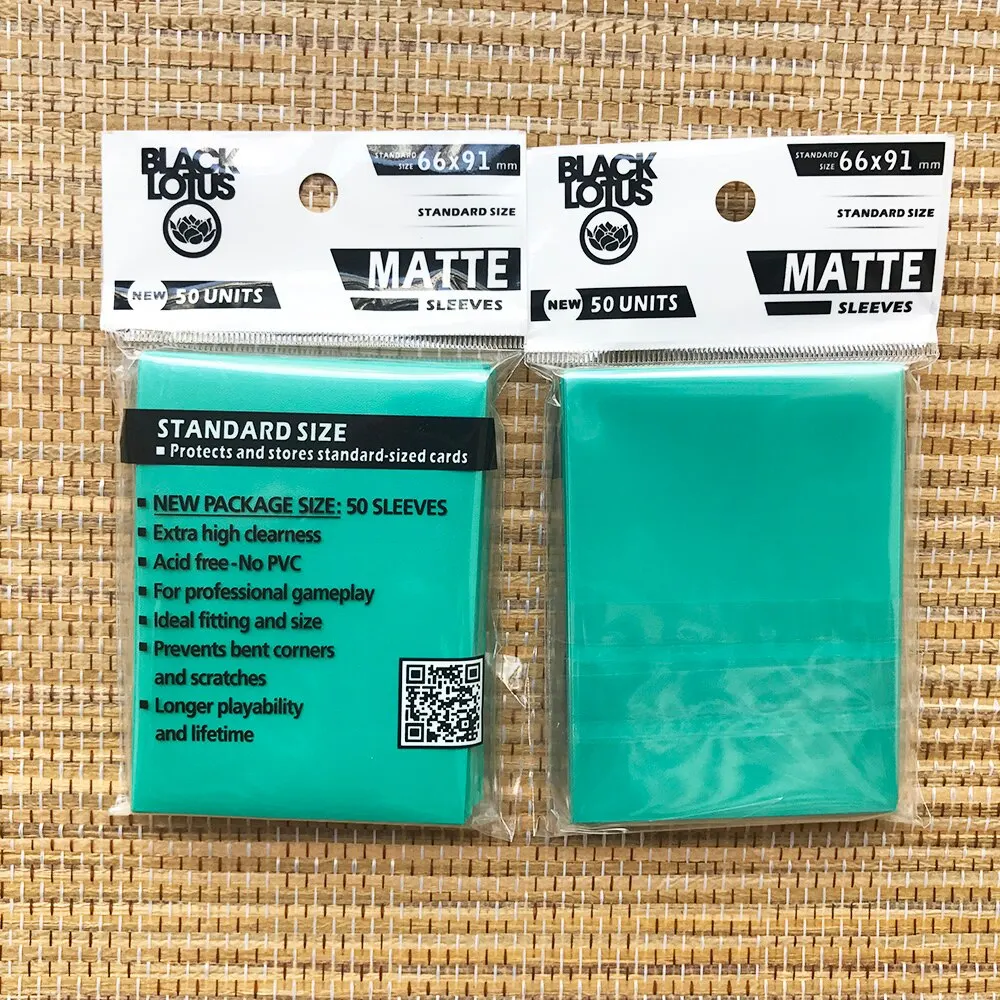 BLACK
LOTUS
STANDARD
SIZE 66x91 mm
STANDARD SIZE
MATTE
SLEEVES
NEW 50 UNITS
STANDARD SIZE
■ Protects and stores standard-sized cards
▪ NEW PACKAGE SIZE: 50 SLEEVES
▪ Extra high clearness
▪ Acid free-No PVC
▪ For professional gameplay
▪ Ideal fitting and size
▪ Prevents bent corners
and scratches
▪ Longer playability
and lifetime
BLACK
LOTUS
STANDARD
SIZE 66x91 mm
STANDARD SIZE
MATTE
SLEEVES
NEW 50 UNITS